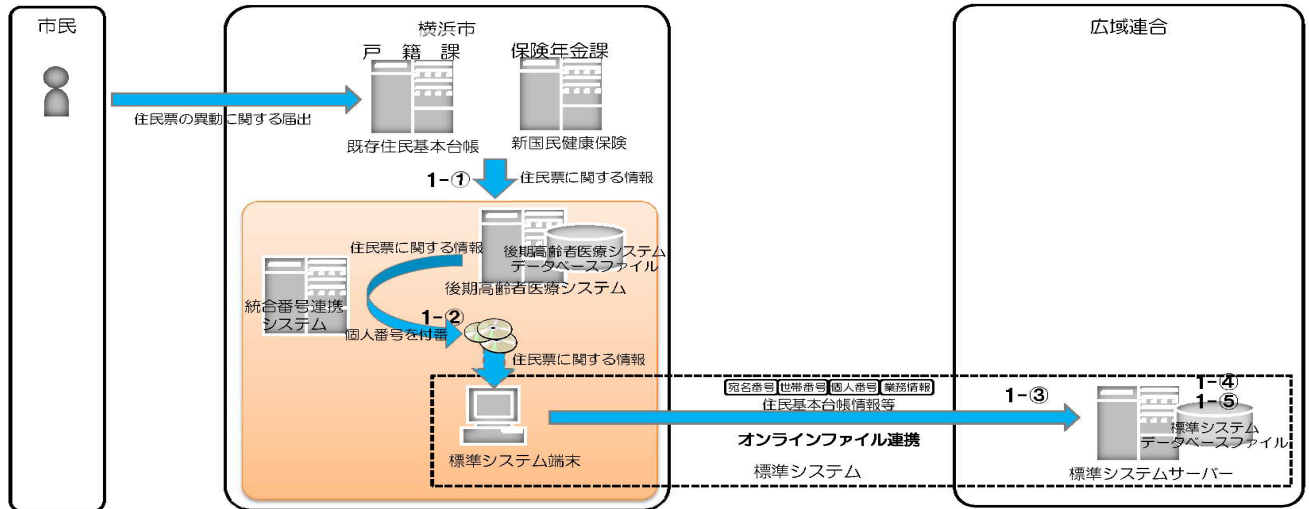 市民
横浜市
広域連合
戸籍課
保険年金課
住民票の異動に関する届出
既存住民基本台帳
新国民健康保険
1-①
住民票に関する情報
住民票に関する情報
後期高齢者医療システム
データベースファイル
後期高齢者医療システム
統合番号連携
システム
1-②
個人番号を付番
住民票に関する情報
宛名番号 世帯番号 個人番号 業務情報
住民基本台帳情報等
1-③
1-④
1-⑤
オンラインファイル連携
標準システム
データベースファイル
標準システム端末
標準システム
標準システムサーバー